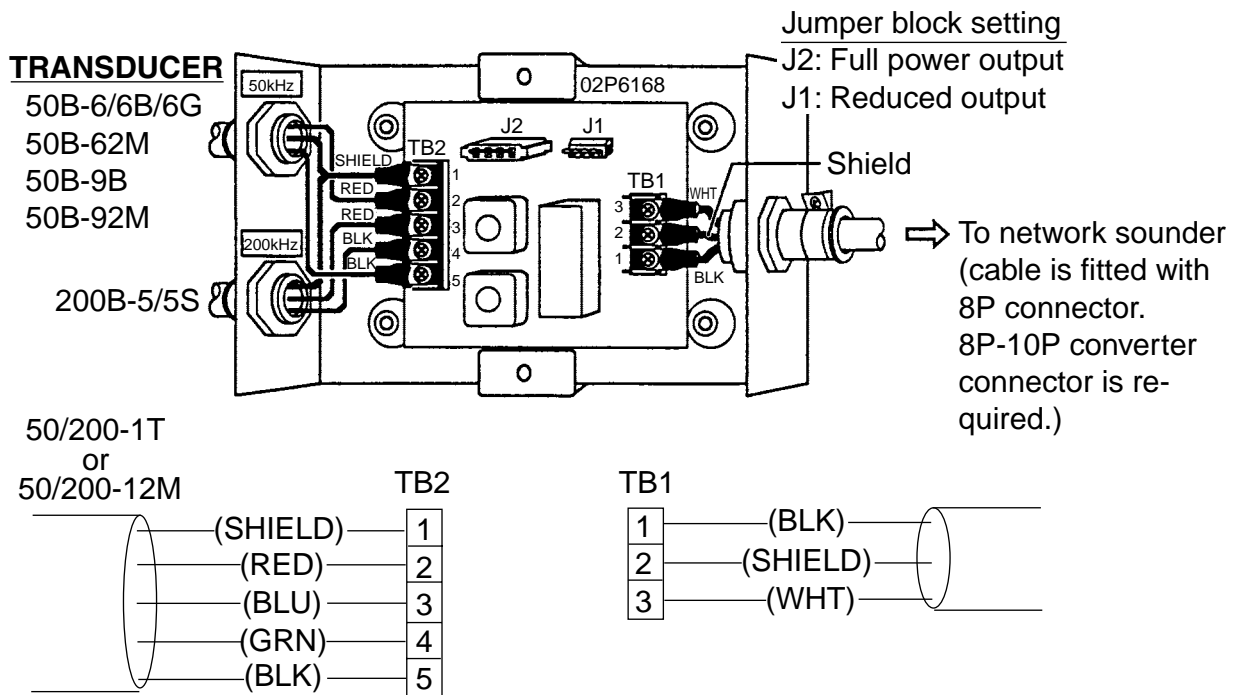 Jumper block setting
J2: Full power output
J1: Reduced output
TRANSDUCER
50B-6/6B/6G
50B-62M
50B-9B
50B-92M
200B-5/5S
50kHz
200kHz
02P6168
J2
J1
TB2
SHIELD
RED
RED
BLK
BLK
1
2
3
4
5
TB1
3
2
1
WHT
BLK
Shield
To network sounder
(cable is fitted with
8P connector.
8P-10P converter
connector is re-
quired.)
50/200-1T
or
50/200-12M
TB2
(SHIELD) 1
(RED) 2
(BLU) 3
(GRN) 4
(BLK) 5
TB1
1 (BLK)
2 (SHIELD)
3 (WHT)